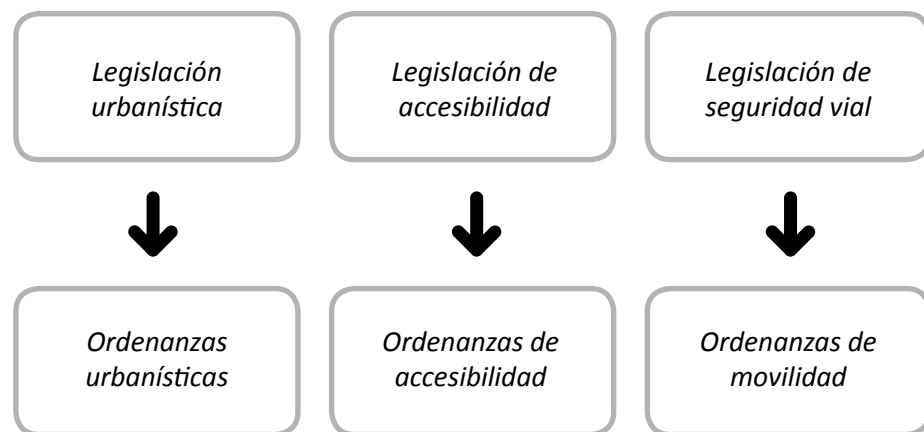 Legislación
urbanística
Legislación de
accesibilidad
Legislación de
seguridad vial
Ordenanzas
urbanísticas
Ordenanzas de
accesibilidad
Ordenanzas de
movilidad